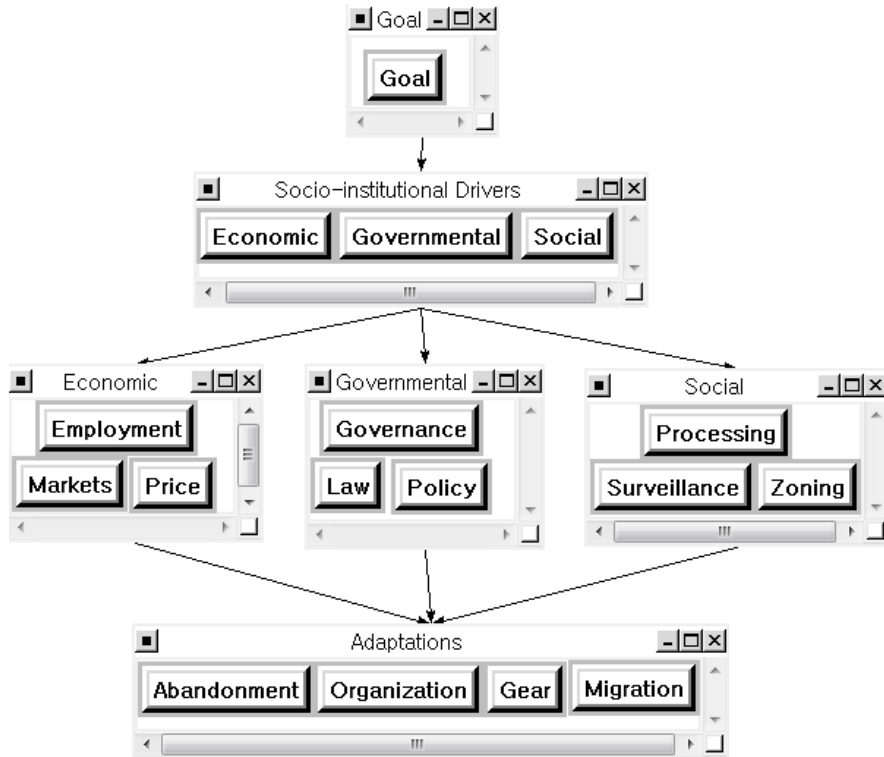 Goal
Goal
Socio-institutional Drivers
Economic Governmental Social
Economic
Employment
Markets Price
Governmental
Governance
Law Policy
Social
Processing
Surveillance Zoning
Adaptations
Abandonment Organization Gear Migration